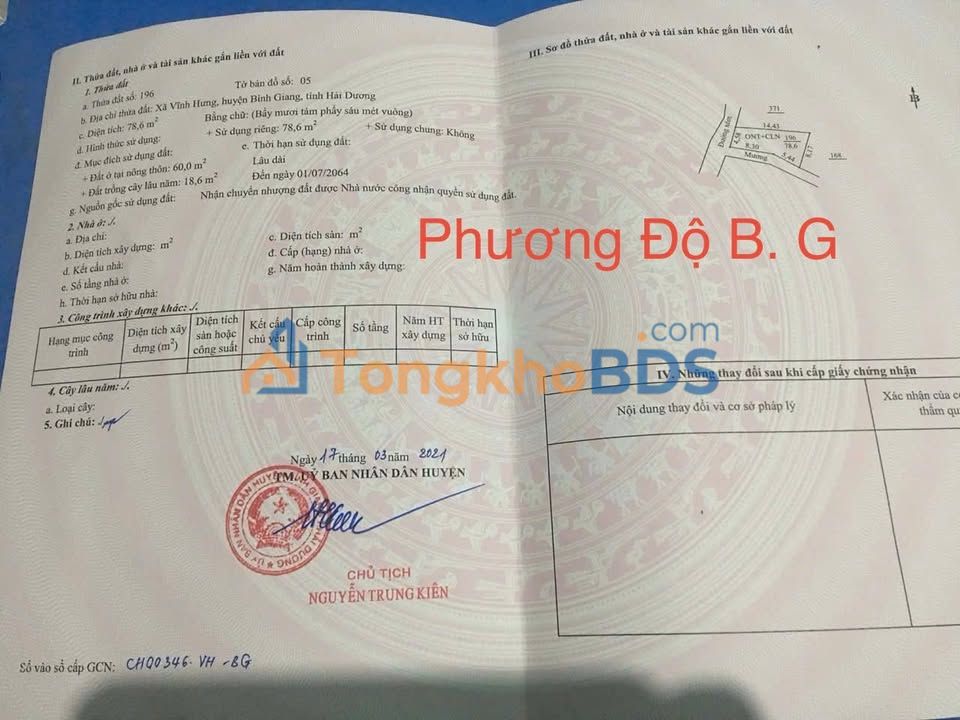 II. Thửa đất, nhà ở và tài sản khác gắn liền với đất
1. Thửa đất
a. Thửa đất số: 196 Tờ bản đồ số: 05
b. Địa chỉ thửa đất: Xã Vĩnh Hưng, huyện Bình Giang, tỉnh Hải Dương
c. Diện tích: 78,6 m² Bằng chữ: (Bẩy mươi tám phẩy sáu mét vuông)
d. Hình thức sử dụng: + Sử dụng riêng: 78,6 m² + Sử dụng chung: Không
đ. Mục đích sử dụng đất: e. Thời hạn sử dụng đất:
+ Đất ở tại nông thôn: 60,0 m² Lâu dài
+ Đất trồng cây lâu năm: 18,6 m² Đến ngày 01/07/2064
g. Nguồn gốc sử dụng đất: Nhận chuyển nhượng đất được Nhà nước công nhận quyền sử dụng đất.
2. Nhà ở: ./.
a. Địa chỉ:
b. Diện tích xây dựng: m² c. Diện tích sàn: m²
d. Kết cấu nhà: đ. Cấp (hạng) nhà ở:
e. Số tầng nhà ở: g. Năm hoàn thành xây dựng:
h. Thời hạn sở hữu nhà:
3. Công trình xây dựng khác: ./.
Hạng mục công trình Diện tích xây dựng (m²) Diện tích sàn hoặc công suất Kết cấu chủ yếu Cấp công trình Số tầng Năm HT xây dựng Thời hạn sở hữu
4. Cây lâu năm: ./.
a. Loại cây:
5. Ghi chú:
Ngày 17 tháng 03 năm 2021
TM. UỶ BAN NHÂN DÂN HUYỆN
CHỦ TỊCH
NGUYỄN TRUNG KIÊN
Số vào sổ cấp GCN: CH00346-VH-BG
III. Sơ đồ thửa đất, nhà ở và tài sản khác gắn liền với đất
B
371
14,43
Đường xóm
4,58
ONT+CLN
196
78,6
8,30
5,44
8,17
Mương
168
Phương Độ B. G
TongkhoBDS
.com
IV. Những thay đổi sau khi cấp giấy chứng nhận
Nội dung thay đổi và cơ sở pháp lý
Xác nhận của
thẩm